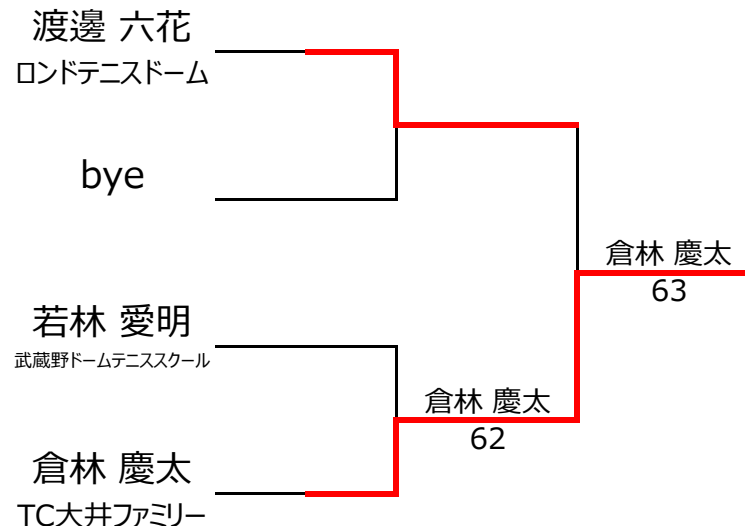 渡邊 六花
ロンドテニスドーム
bye
倉林 慶太
63
若林 愛明
武蔵野ドームテニススクール
倉林 慶太
62
倉林 慶太
TC大井ファミリー